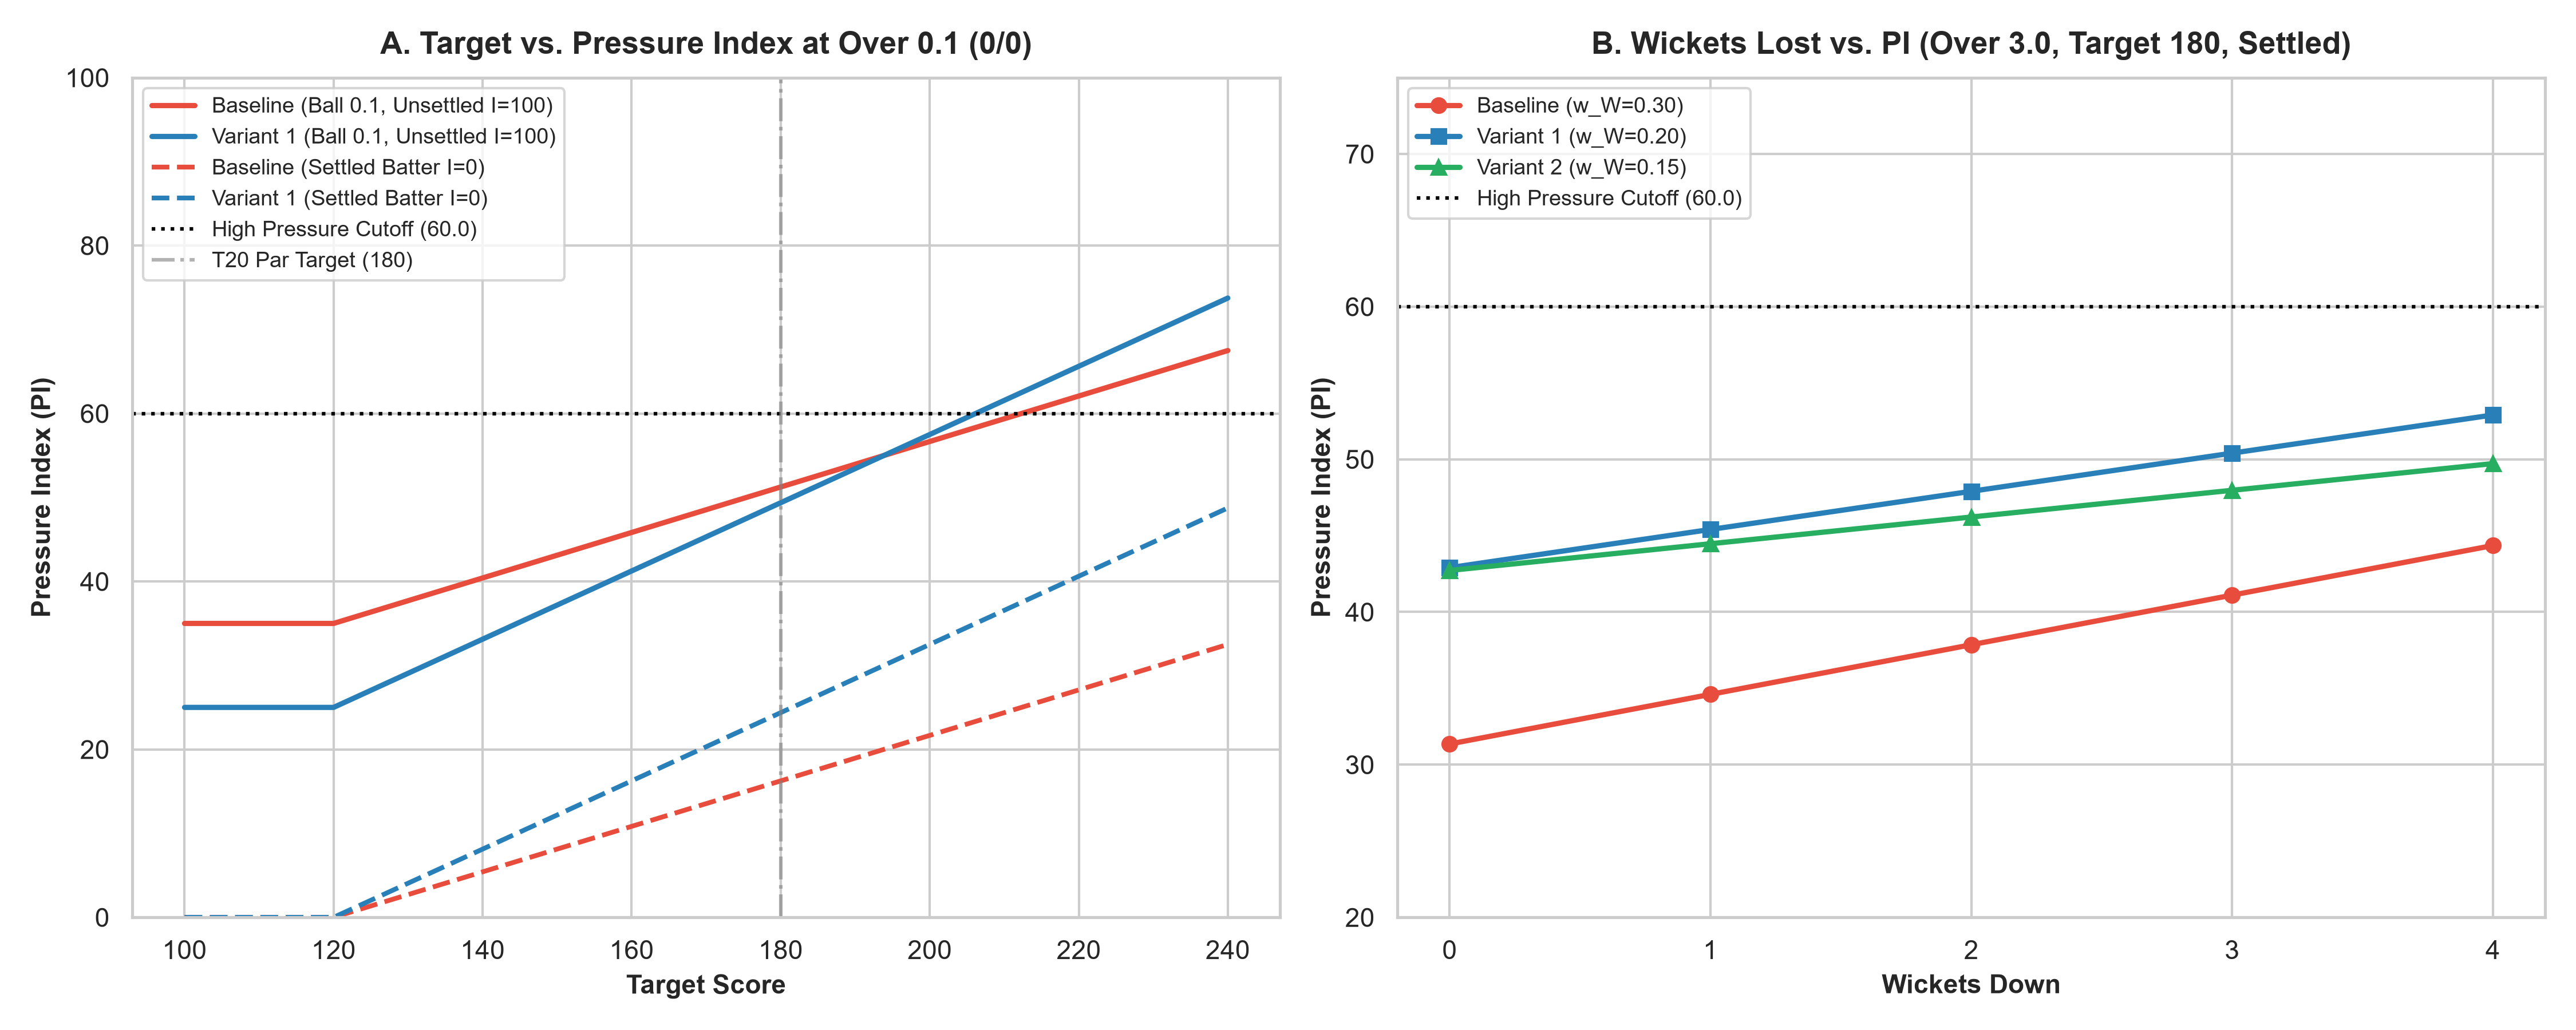 A. Target vs. Pressure Index at Over 0.1 (0/0)
Baseline (Ball 0.1, Unsettled I=100)
Variant 1 (Ball 0.1, Unsettled I=100)
Baseline (Settled Batter I=0)
Variant 1 (Settled Batter I=0)
High Pressure Cutoff (60.0)
T20 Par Target (180)
Pressure Index (PI)
100
80
60
40
20
0
100 120 140 160 180 200 220 240
Target Score
B. Wickets Lost vs. PI (Over 3.0, Target 180, Settled)
Baseline (w_W=0.30)
Variant 1 (w_W=0.20)
Variant 2 (w_W=0.15)
High Pressure Cutoff (60.0)
Pressure Index (PI)
70
60
50
40
30
20
0 1 2 3 4
Wickets Down